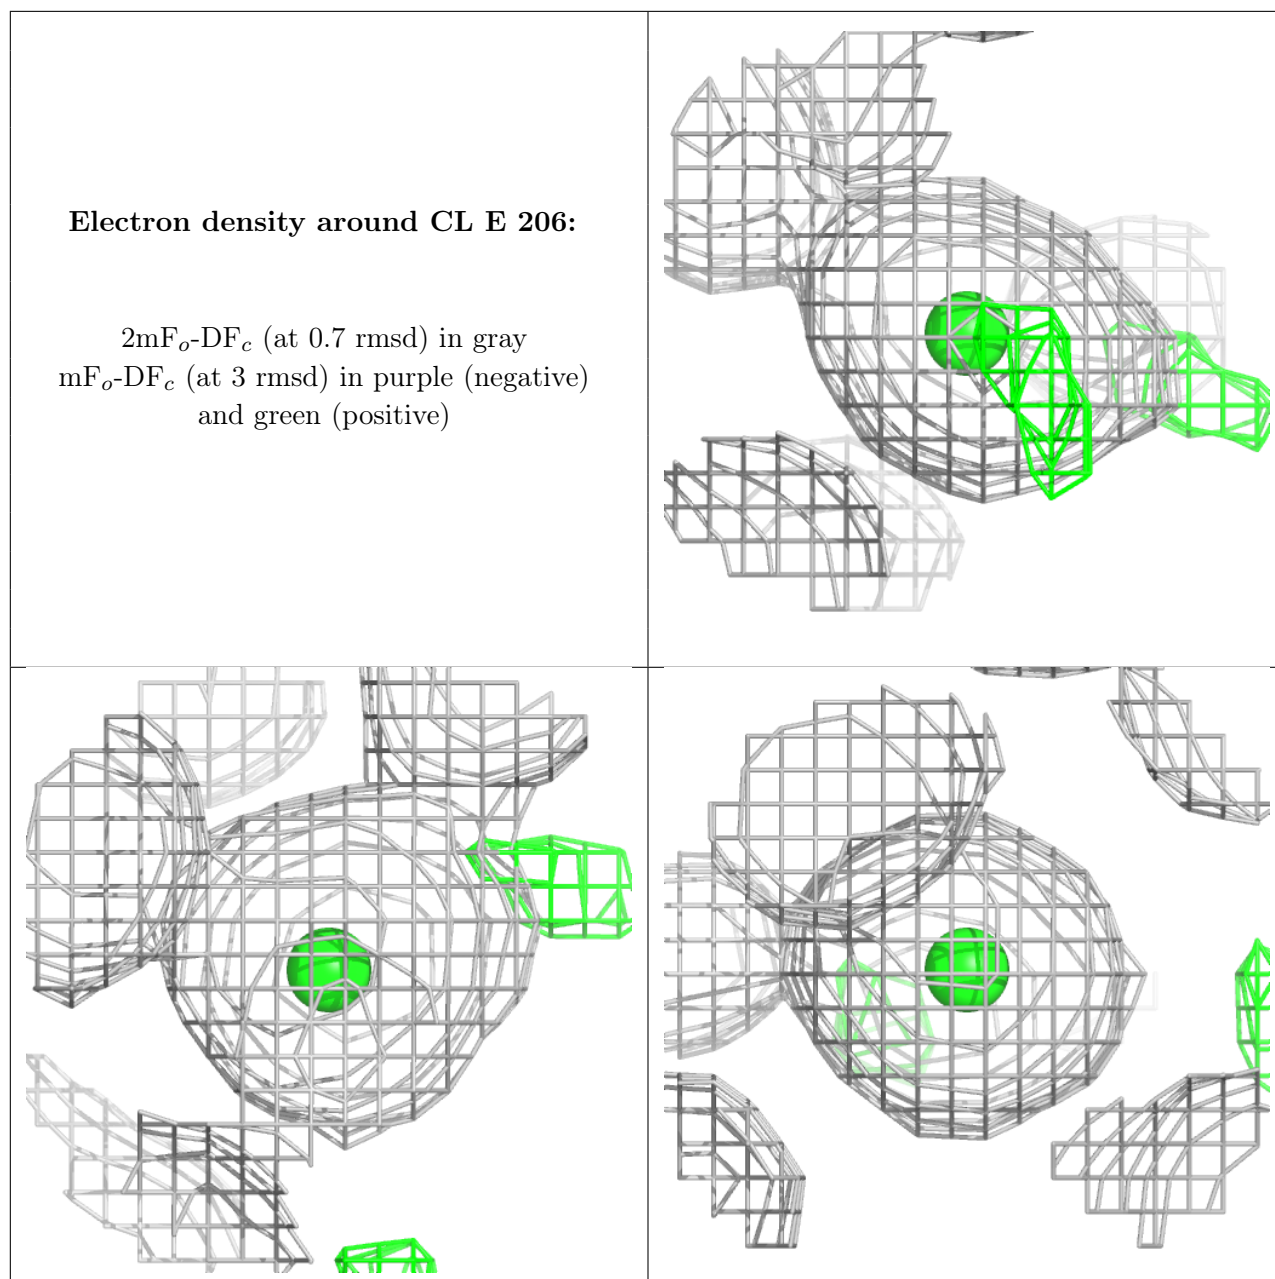 Electron density around CL E 206:
2mFₒ-DF𝒸 (at 0.7 rmsd) in gray
mFₒ-DF𝒸 (at 3 rmsd) in purple (negative)
and green (positive)